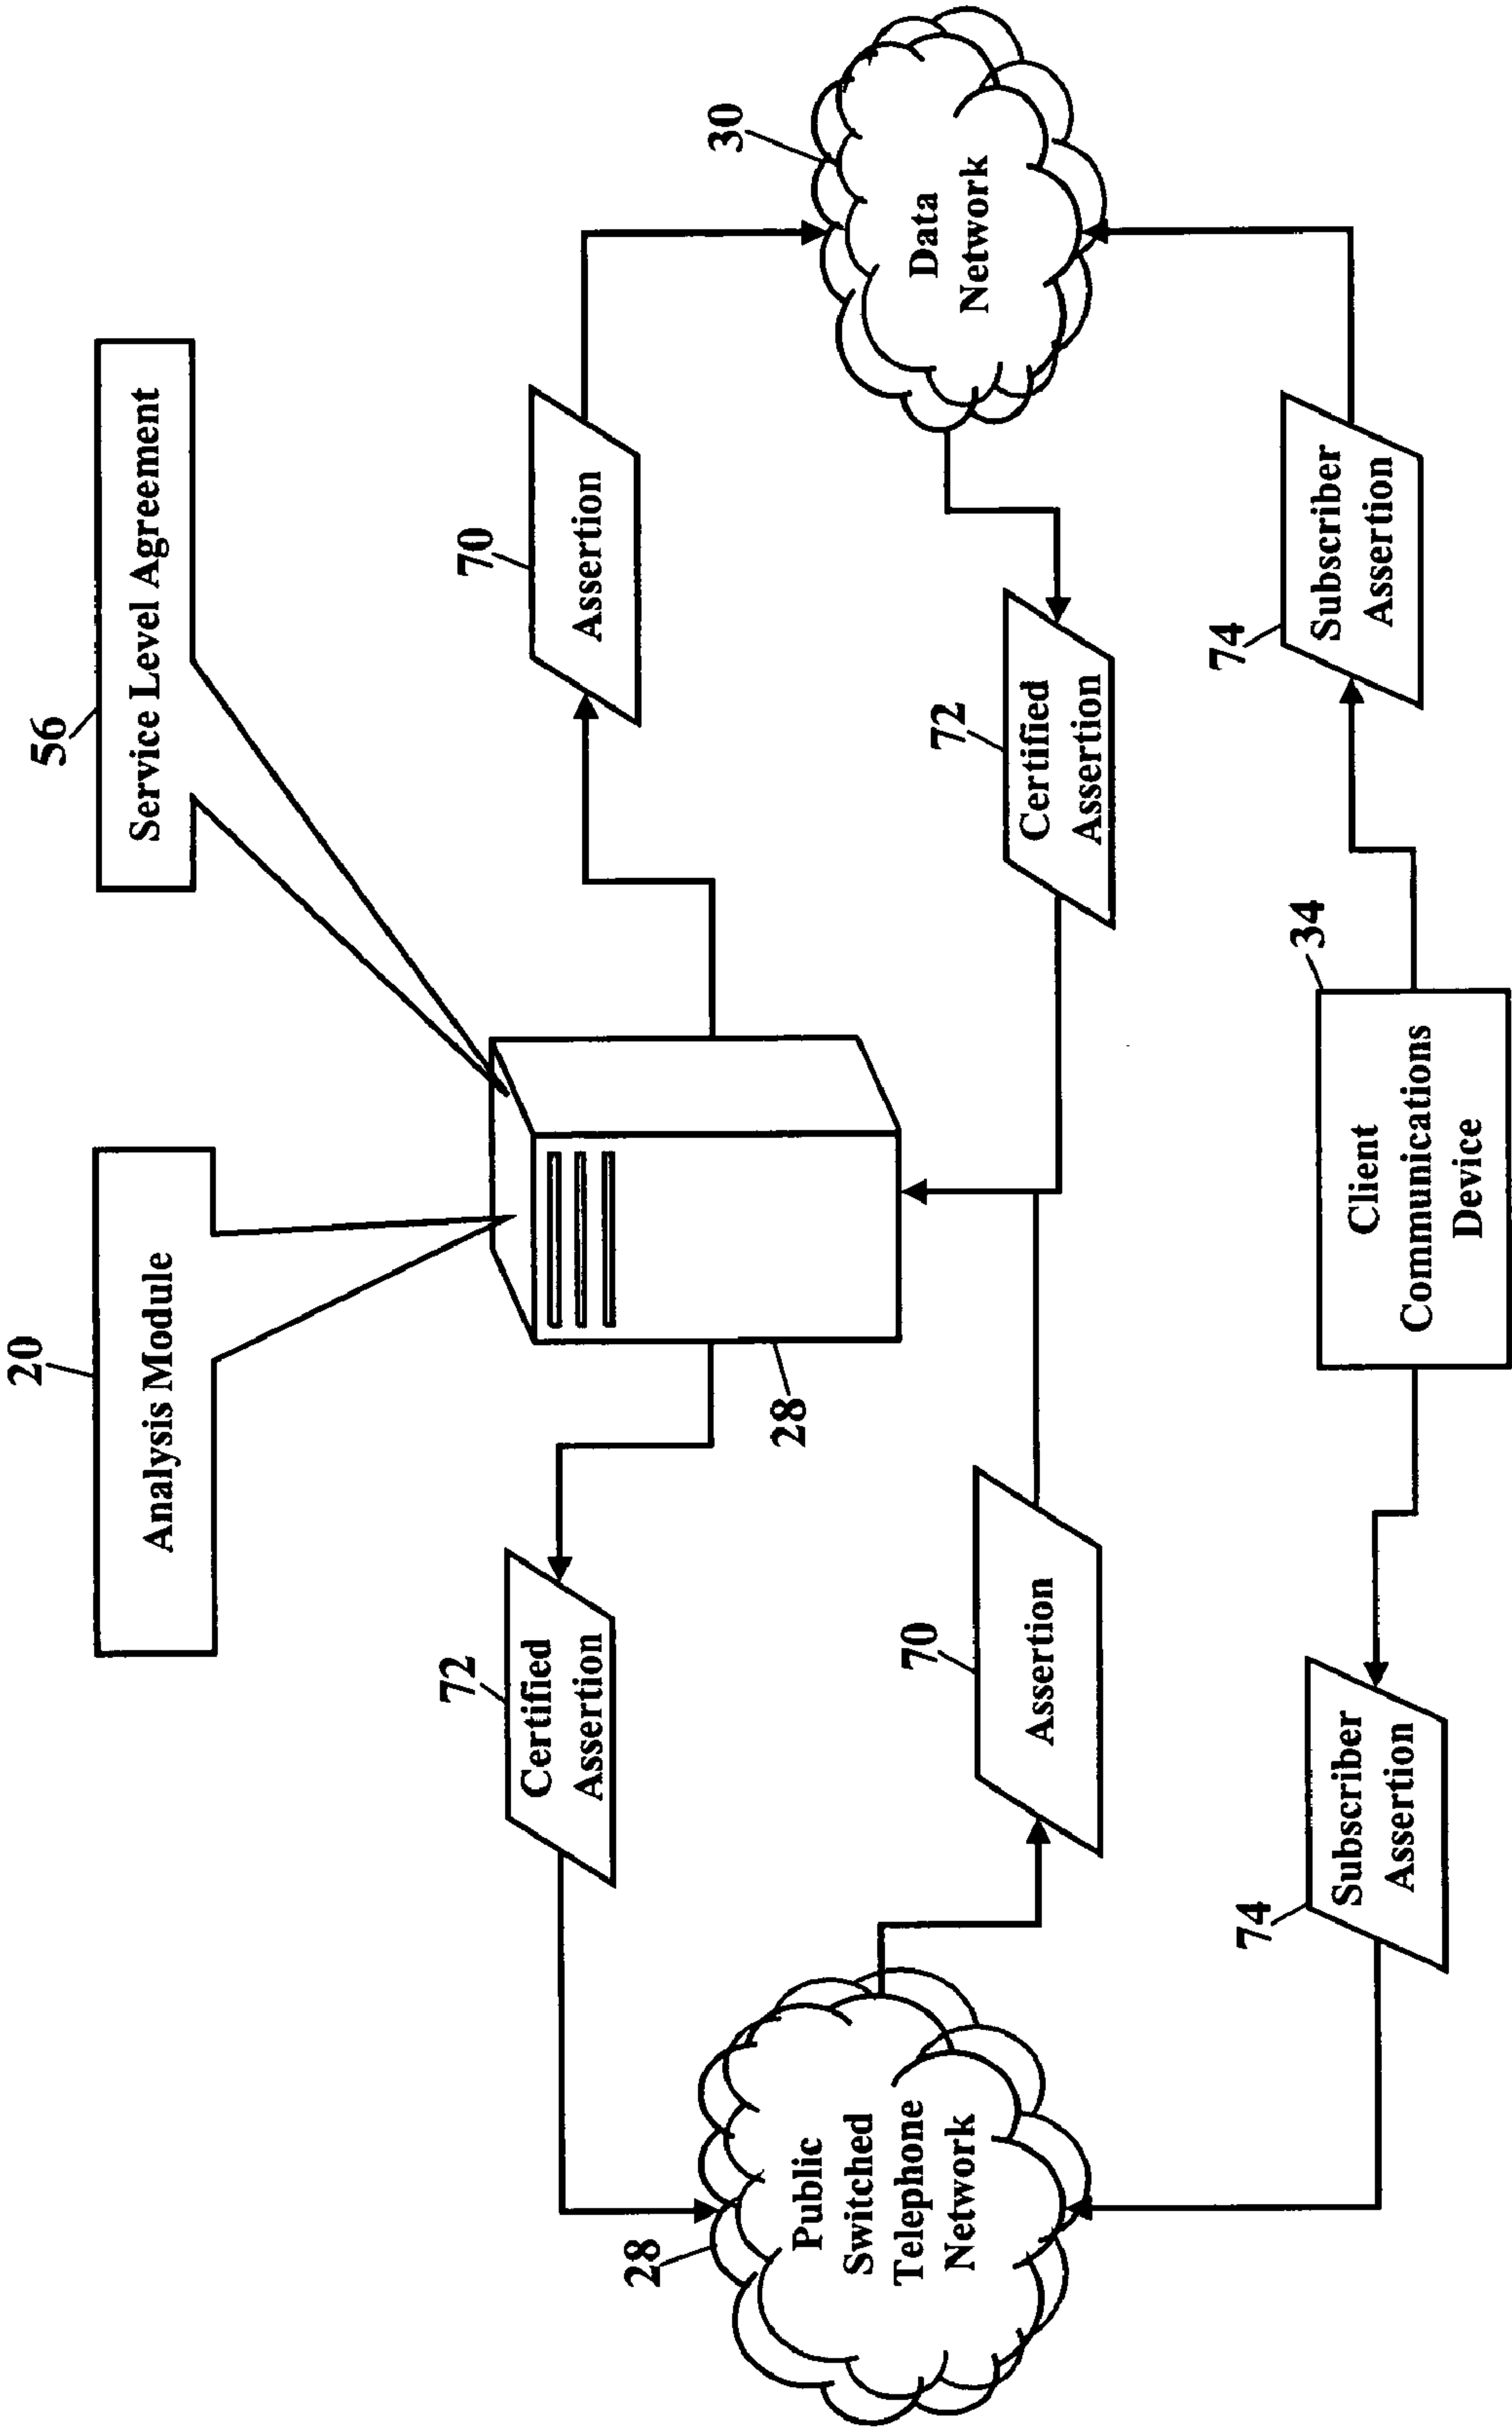 20
Analysis Module
56
Service Level Agreement
72
Certified
Assertion
70
Assertion
28
Public
Switched
Telephone
Network
28
30
Data
Network
70
Assertion
72
Certified
Assertion
74
Subscriber
Assertion
34
Client
Communications
Device
74
Subscriber
Assertion